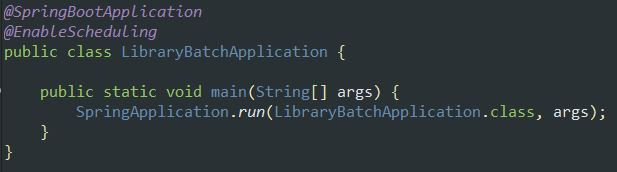 @SpringBootApplication
@EnableScheduling
public class LibraryBatchApplication {
    public static void main(String[] args) {
        SpringApplication.run(LibraryBatchApplication.class, args);
    }
}